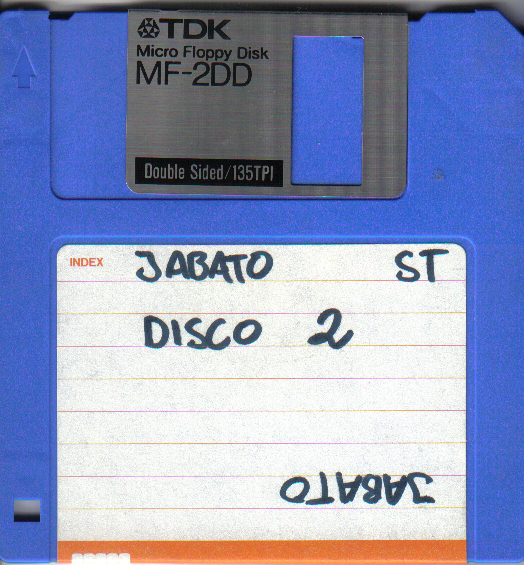 TDK
Micro Floppy Disk
MF-2DD
Double Sided/135TPI
INDEX JABATO ST
DISCO 2
JABATO